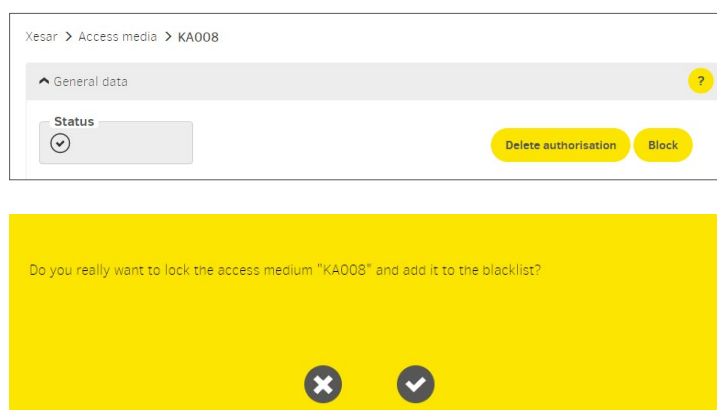 Xesar > Access media > KA008
General data
?
Status
Delete authorisation
Block
Do you really want to lock the access medium "KA008" and add it to the blacklist?